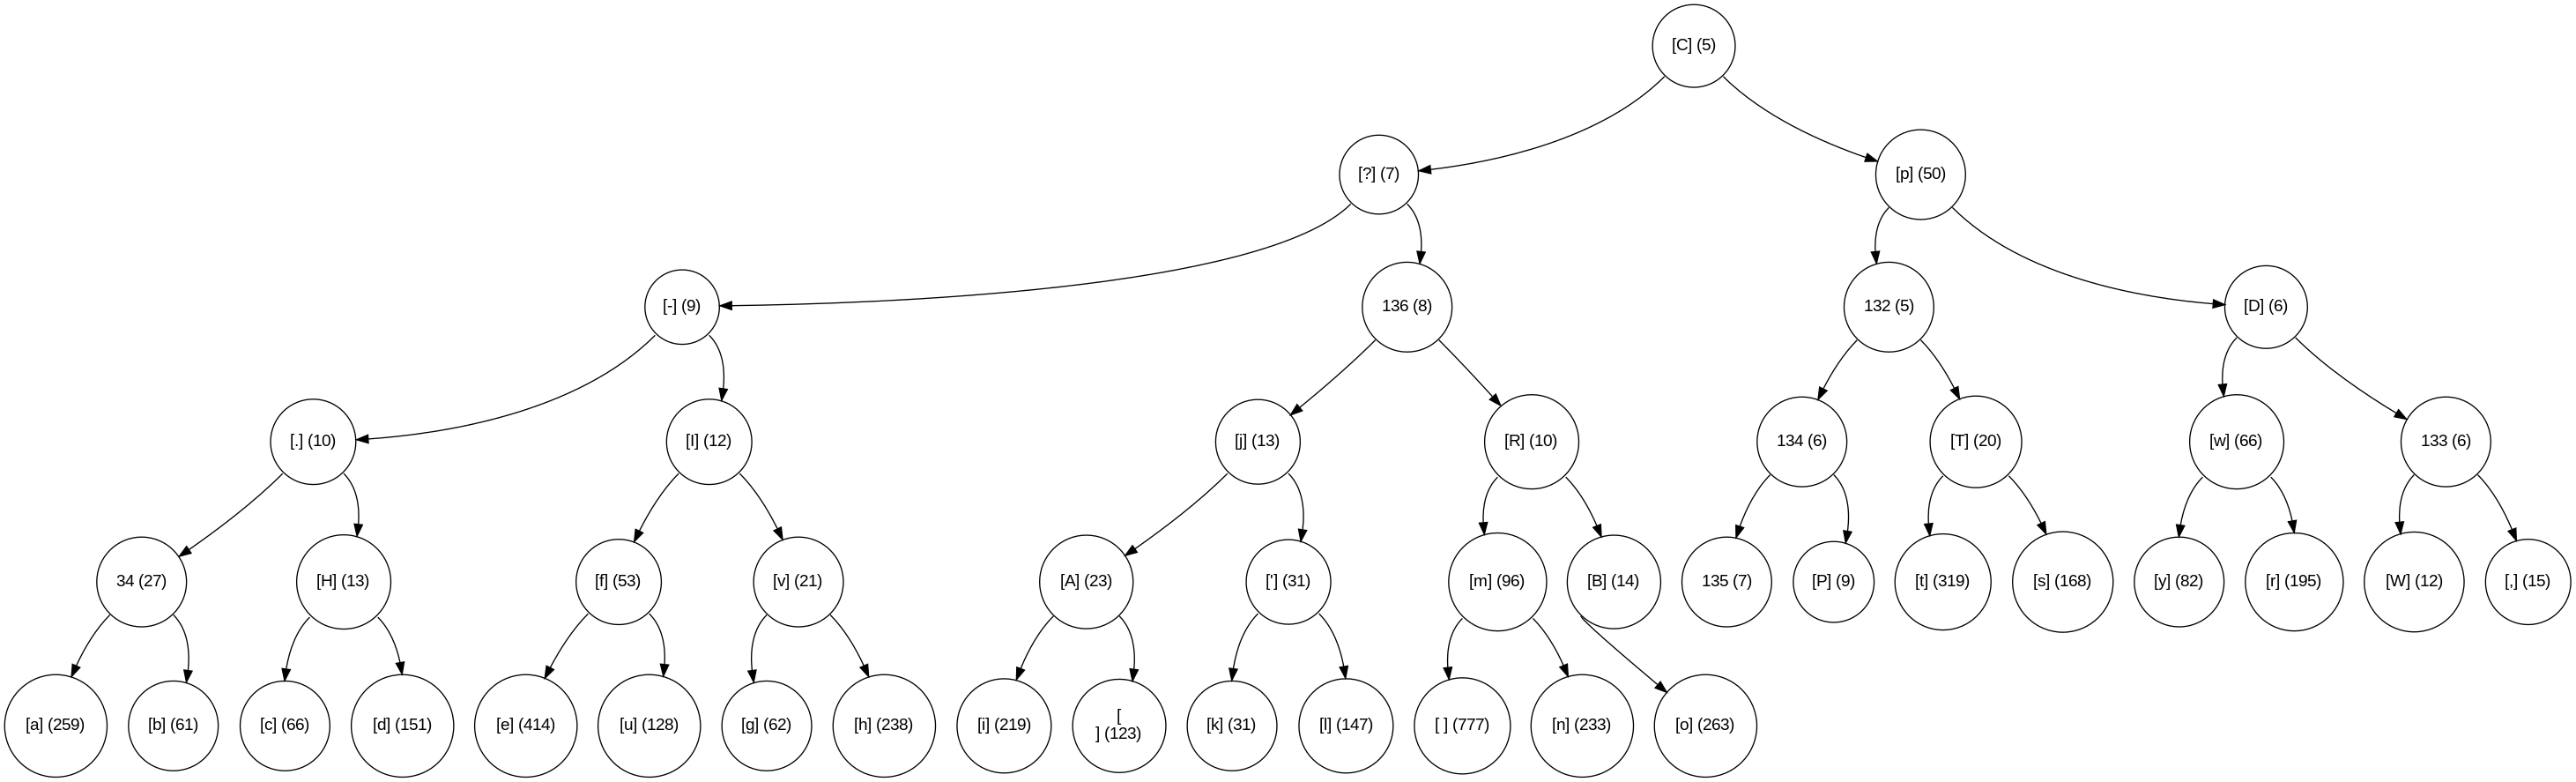 [C] (5)
[?] (7)
[p] (50)
[-] (9)
136 (8)
132 (5)
[D] (6)
[.] (10)
[I] (12)
[j] (13)
[R] (10)
134 (6)
[T] (20)
[w] (66)
133 (6)
34 (27)
[H] (13)
[f] (53)
[v] (21)
[A] (23)
['] (31)
[m] (96)
[B] (14)
135 (7)
[P] (9)
[t] (319)
[s] (168)
[y] (82)
[r] (195)
[W] (12)
[,] (15)
[a] (259)
[b] (61)
[c] (66)
[d] (151)
[e] (414)
[u] (128)
[g] (62)
[h] (238)
[i] (219)
[
] (123)
[k] (31)
[l] (147)
[ ] (777)
[n] (233)
[o] (263)